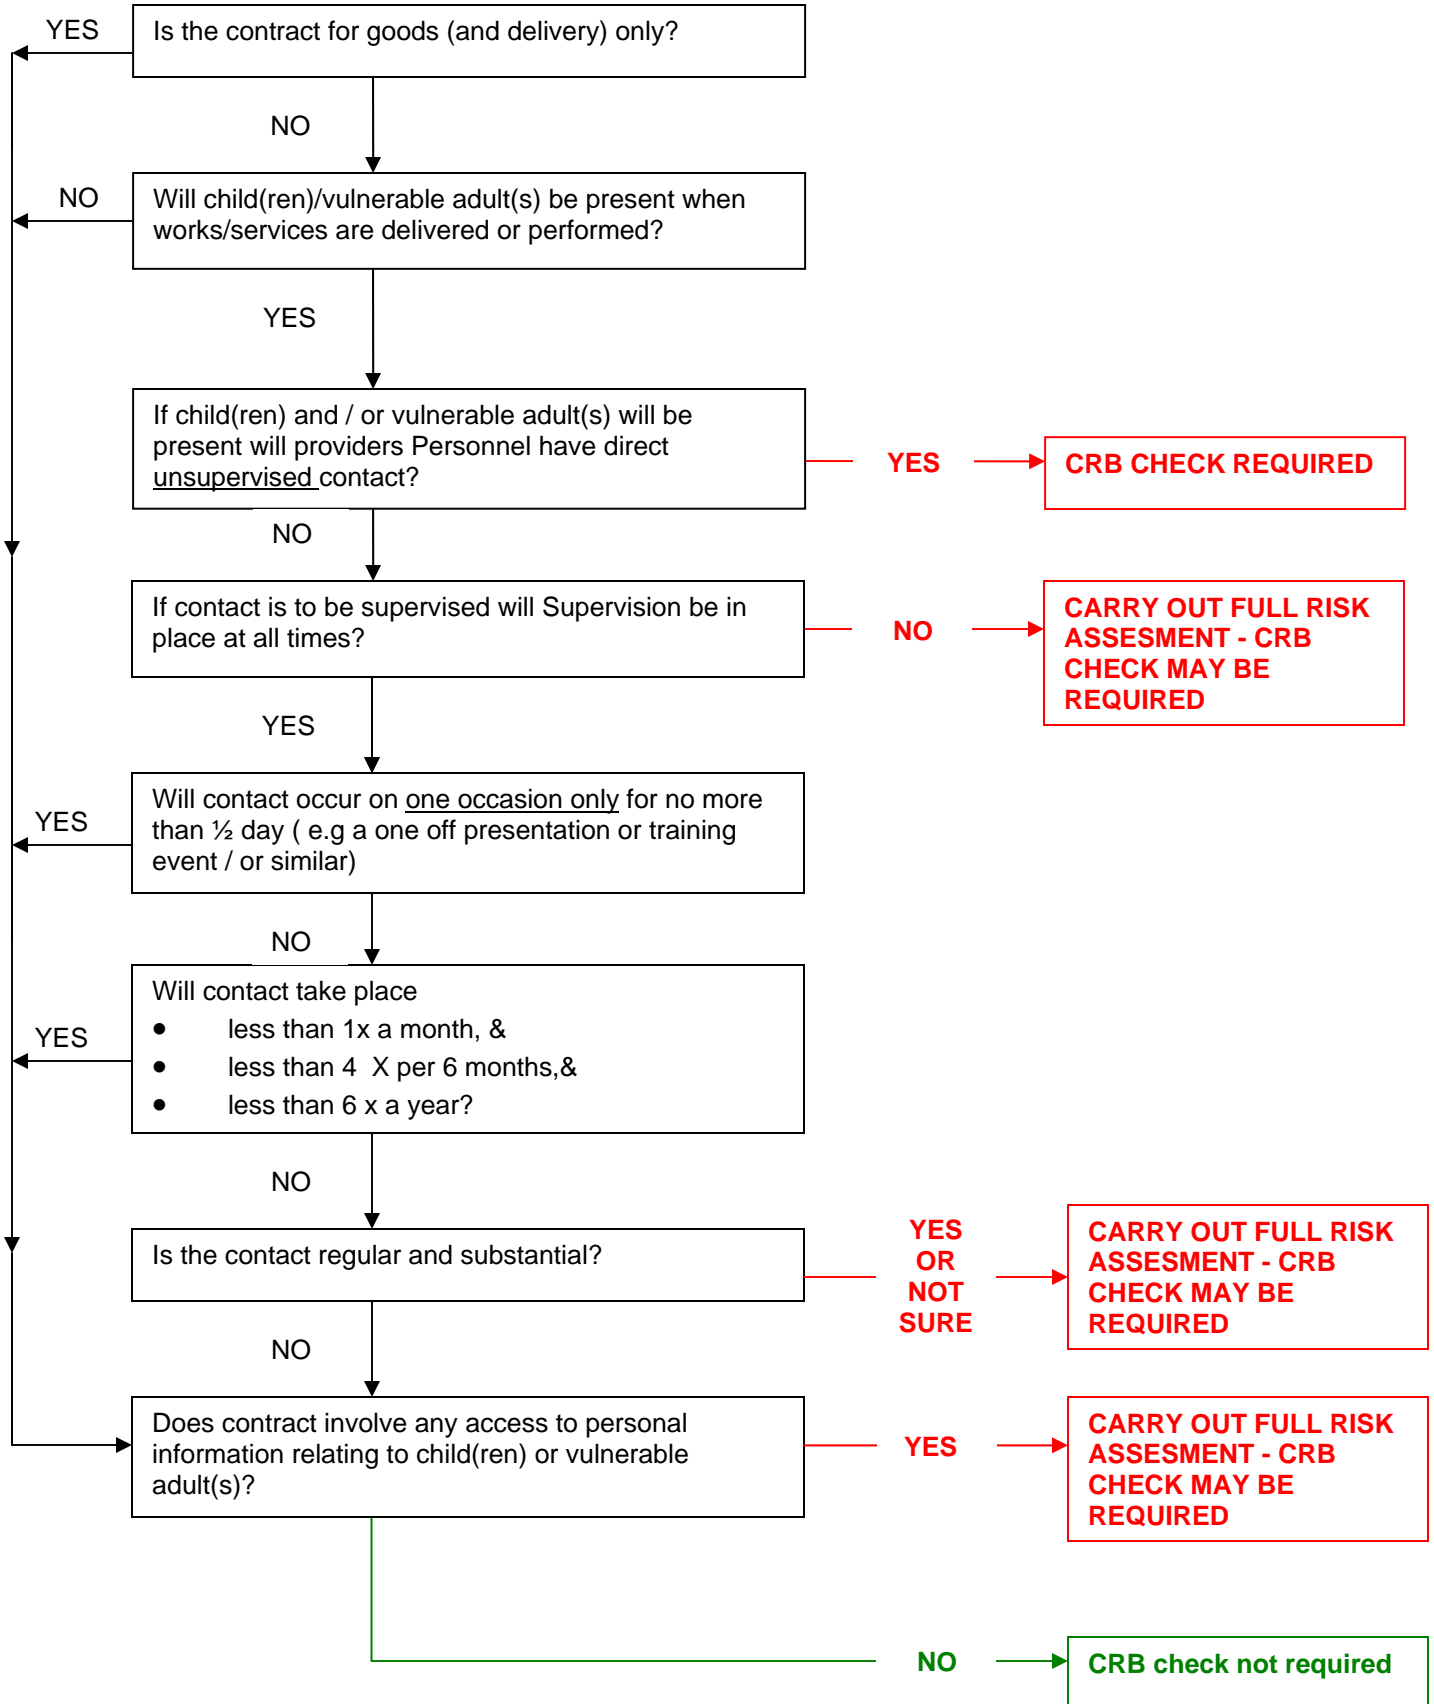 YES
Is the contract for goods (and delivery) only?
NO
NO
Will child(ren)/vulnerable adult(s) be present when
works/services are delivered or performed?
YES
If child(ren) and / or vulnerable adult(s) will be
present will providers Personnel have direct
unsupervised contact?
YES
CRB CHECK REQUIRED
NO
If contact is to be supervised will Supervision be in
place at all times?
NO
CARRY OUT FULL RISK
ASSESMENT - CRB
CHECK MAY BE
REQUIRED
YES
YES
Will contact occur on one occasion only for no more
than ½ day ( e.g a one off presentation or training
event / or similar)
NO
YES
Will contact take place
• less than 1x a month, &
• less than 4 X per 6 months,&
• less than 6 x a year?
NO
Is the contact regular and substantial?
YES
OR
NOT
SURE
CARRY OUT FULL RISK
ASSESMENT - CRB
CHECK MAY BE
REQUIRED
NO
Does contract involve any access to personal
information relating to child(ren) or vulnerable
adult(s)?
YES
CARRY OUT FULL RISK
ASSESMENT - CRB
CHECK MAY BE
REQUIRED
NO
CRB check not required